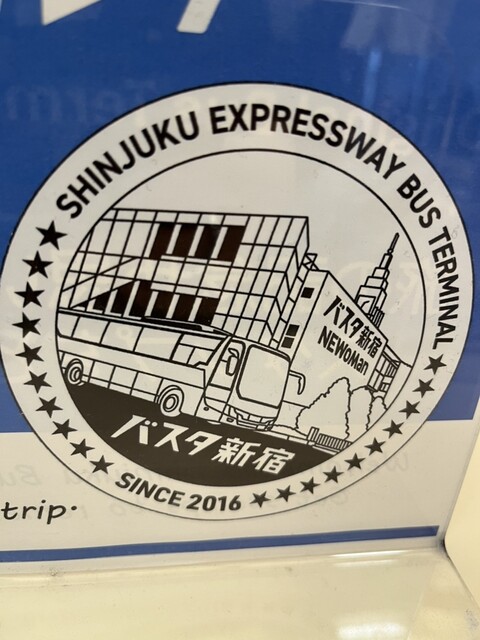 SHINJUKU EXPRESSWAY BUS TERMINAL
バスタ新宿
NEWoMan
バスタ新宿
SINCE 2016
trip.